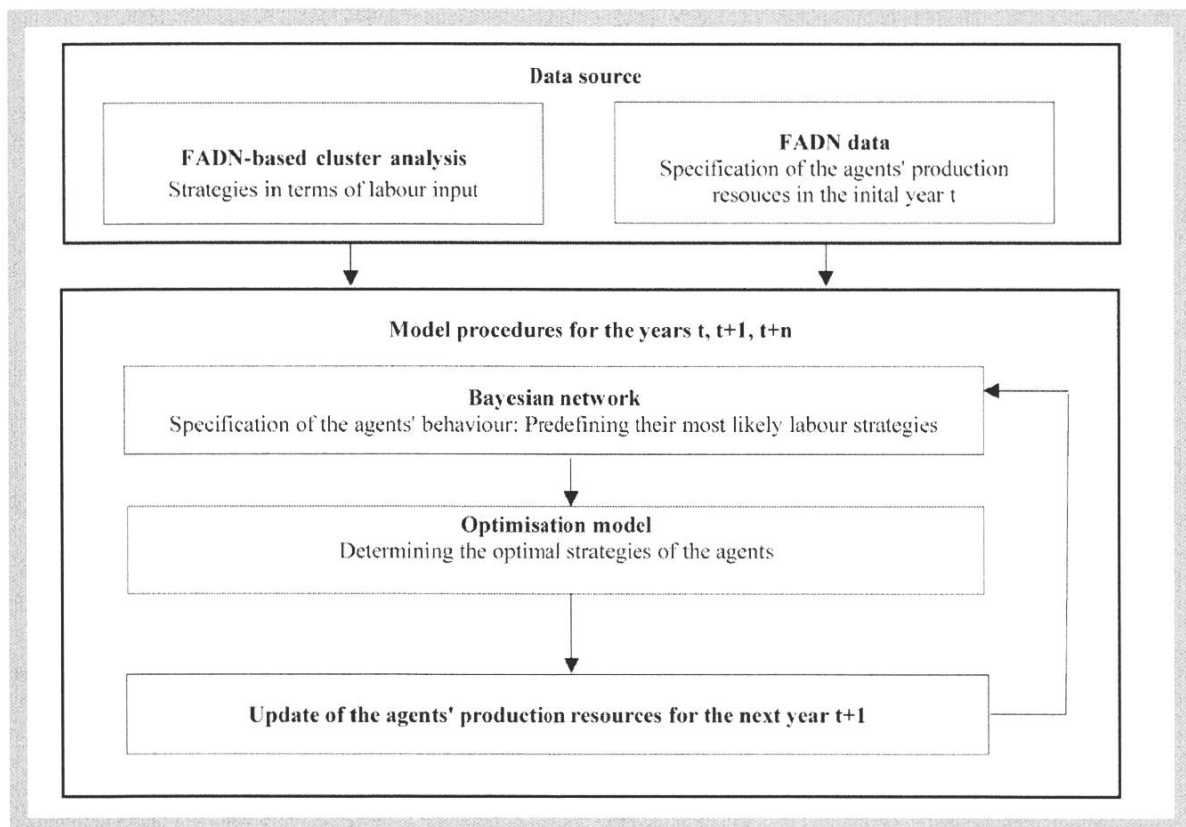 Data source
FADN-based cluster analysis
Strategies in terms of labour input
FADN data
Specification of the agents' production
resouces in the inital year t
Model procedures for the years t, t+1, t+n
Bayesian network
Specification of the agents' behaviour: Predefining their most likely labour strategies
Optimisation model
Determining the optimal strategies of the agents
Update of the agents' production resources for the next year t+1